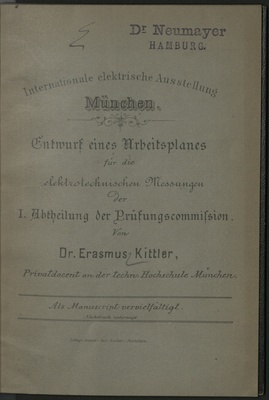 Dr Neumayer
HAMBURG.
Internationale elektrische Ausstellung
München.
Entwurf eines Arbeitsplanes
für die
elektrotechnischen Messungen
der
I. Abtheilung der Prüfungscommission.
Von
Dr. Erasmus Kittler,
Privatdozent an der techn. Hochschule München.
Als Manuscript vervielfältigt.